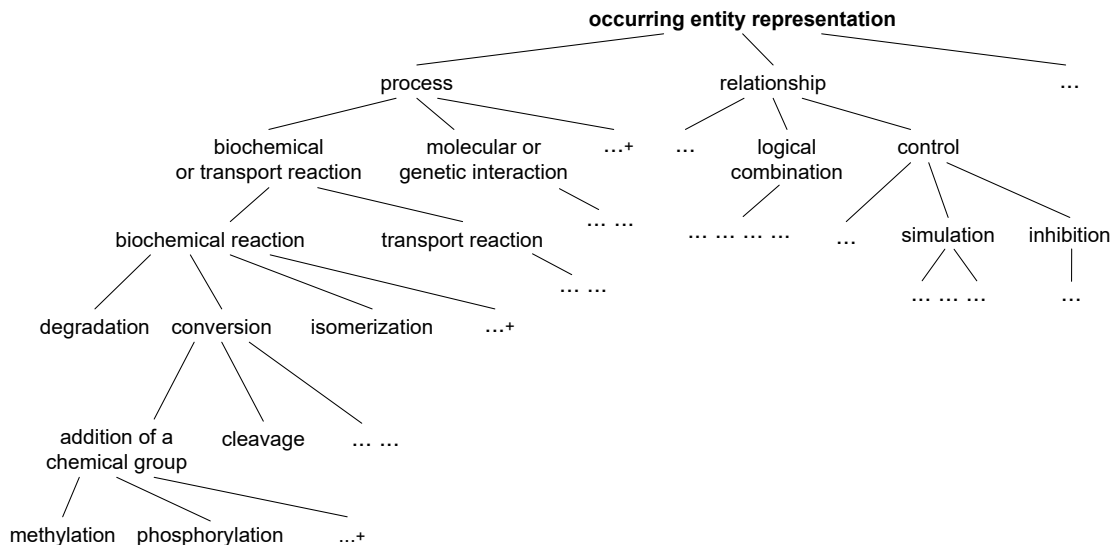 occurring entity representation
process
relationship
...
biochemical
or transport reaction
molecular or
genetic interaction
...+
...
logical
combination
control
... ...
biochemical reaction
transport reaction
... ... ... ...
...
simulation
inhibition
... ...
... ... ...
...
degradation
conversion
isomerization
...+
addition of a
chemical group
cleavage
... ...
methylation
phosphorylation
...+